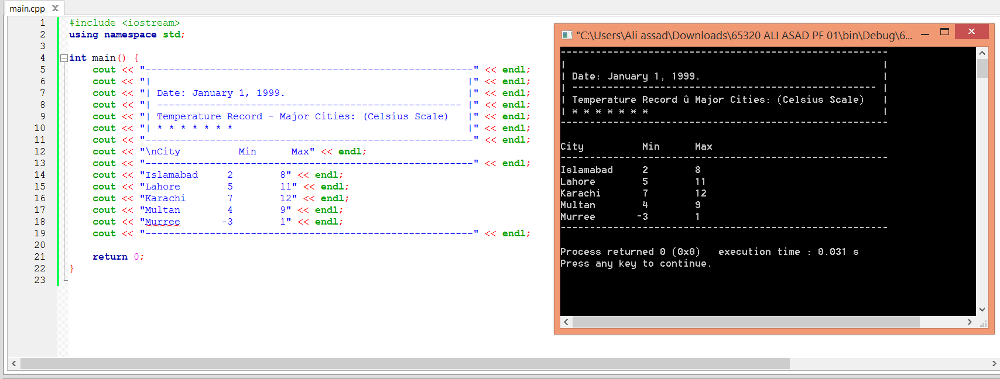 main.cpp X
1 #include <iostream>
2 using namespace std;
3
4 int main() {
5     cout << "--------------------------------------------------------" << endl;
6     cout << "|                                                      |" << endl;
7     cout << "| Date: January 1, 1999.                               |" << endl;
8     cout << "| ---------------------------------------------------- |" << endl;
9     cout << "| Temperature Record – Major Cities: (Celsius Scale)   |" << endl;
10     cout << "| * * * * * * *                                        |" << endl;
11     cout << "--------------------------------------------------------" << endl;
12     cout << "\nCity          Min      Max" << endl;
13     cout << "--------------------------------------------------------" << endl;
14     cout << "Islamabad     2        8" << endl;
15     cout << "Lahore        5        11" << endl;
16     cout << "Karachi       7        12" << endl;
17     cout << "Multan        4        9" << endl;
18     cout << "Murree       -3        1" << endl;
19     cout << "--------------------------------------------------------" << endl;
20
21     return 0;
22 }
23
"C:\Users\Ali assad\Downloads\65320 ALI ASAD PF 01\bin\Debug\6...
--------------------------------------------------------
|                                                      |
| Date: January 1, 1999.                               |
| ---------------------------------------------------- |
| Temperature Record û Major Cities: (Celsius Scale)   |
| * * * * * * *                                        |
--------------------------------------------------------
City          Min      Max
--------------------------------------------------------
Islamabad     2        8
Lahore        5        11
Karachi       7        12
Multan        4        9
Murree       -3        1
--------------------------------------------------------
Process returned 0 (0x0)   execution time : 0.031 s
Press any key to continue.